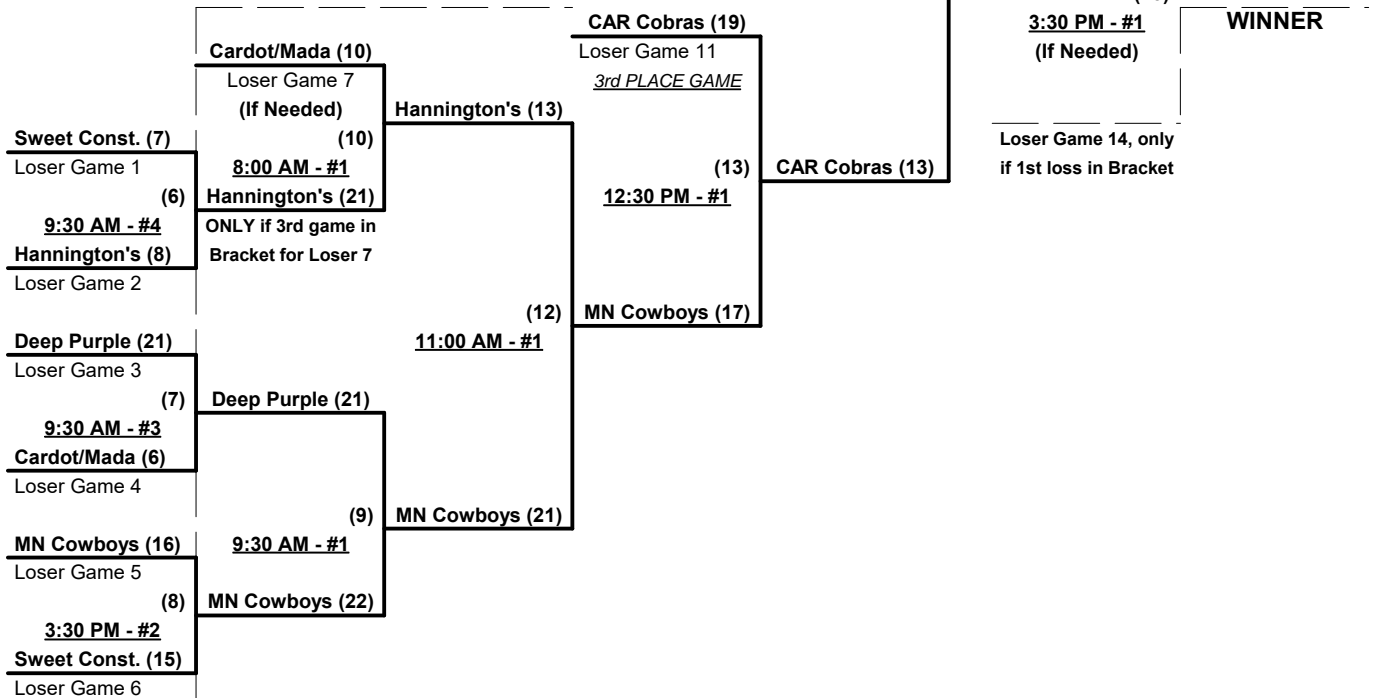 CAR Cobras (19)
3:30 PM - #1
WINNER
Cardot/Mada (10)
Loser Game 11
(If Needed)
Loser Game 7
3rd PLACE GAME
(If Needed)
Hannington's (13)
Sweet Const. (7)
(10)
Loser Game 14, only
Loser Game 1
8:00 AM - #1
(13)
CAR Cobras (13)
if 1st loss in Bracket
(6)
Hannington's (21)
12:30 PM - #1
9:30 AM - #4
ONLY if 3rd game in
Hannington's (8)
Bracket for Loser 7
Loser Game 2
(12)
MN Cowboys (17)
Deep Purple (21)
11:00 AM - #1
Loser Game 3
(7)
Deep Purple (21)
9:30 AM - #3
Cardot/Mada (6)
Loser Game 4
(9)
MN Cowboys (21)
MN Cowboys (16)
9:30 AM - #1
Loser Game 5
(8)
MN Cowboys (22)
3:30 PM - #2
Sweet Const. (15)
Loser Game 6